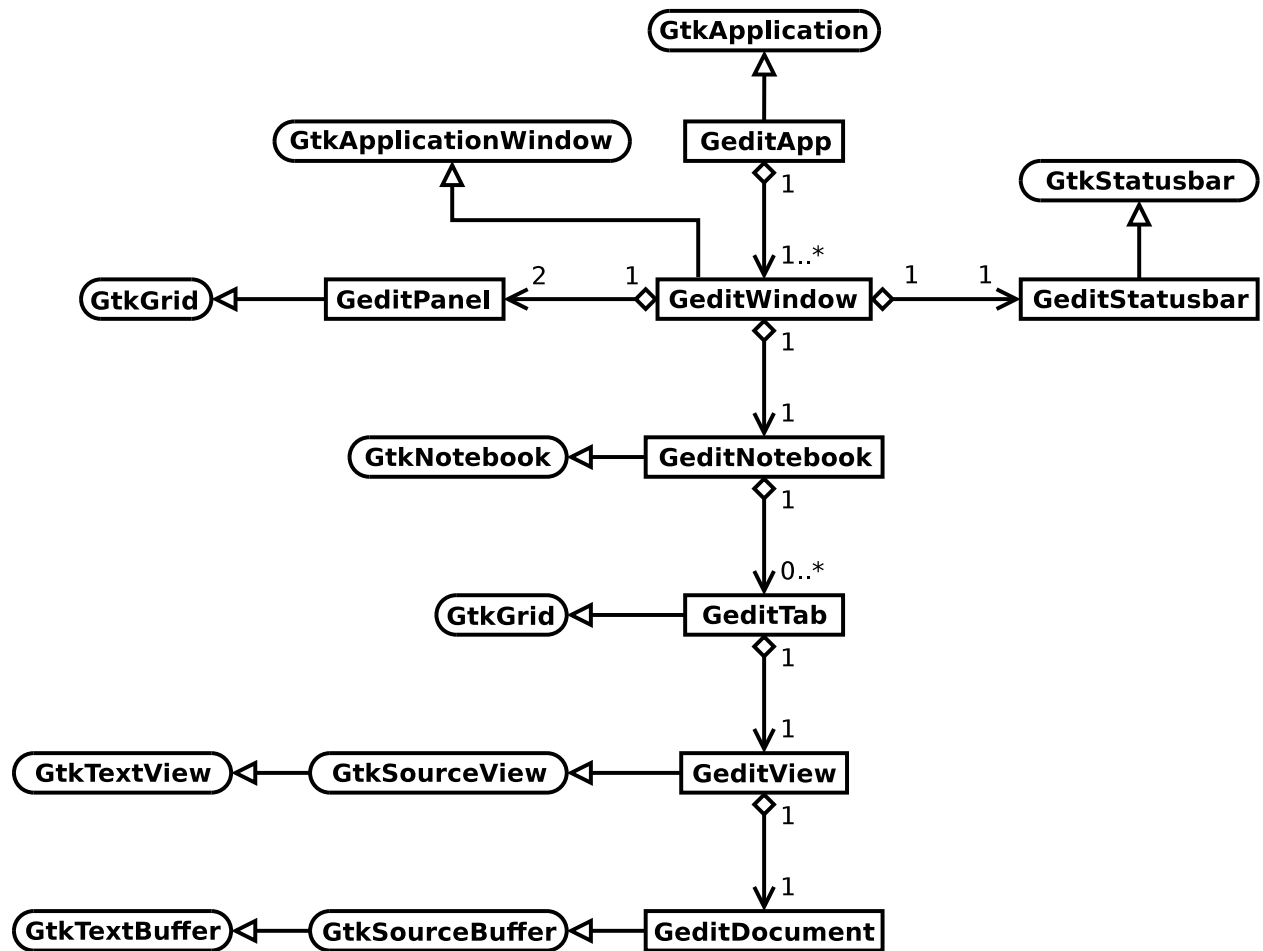 GtkApplication
GtkApplicationWindow
GeditApp
1
GtkStatusbar
1..*
GtkGrid
GeditPanel
2
1
GeditWindow
1
1
GeditStatusbar
1
1
GtkNotebook
GeditNotebook
1
0..*
GtkGrid
GeditTab
1
1
GtkTextView
GtkSourceView
GeditView
1
1
GtkTextBuffer
GtkSourceBuffer
GeditDocument